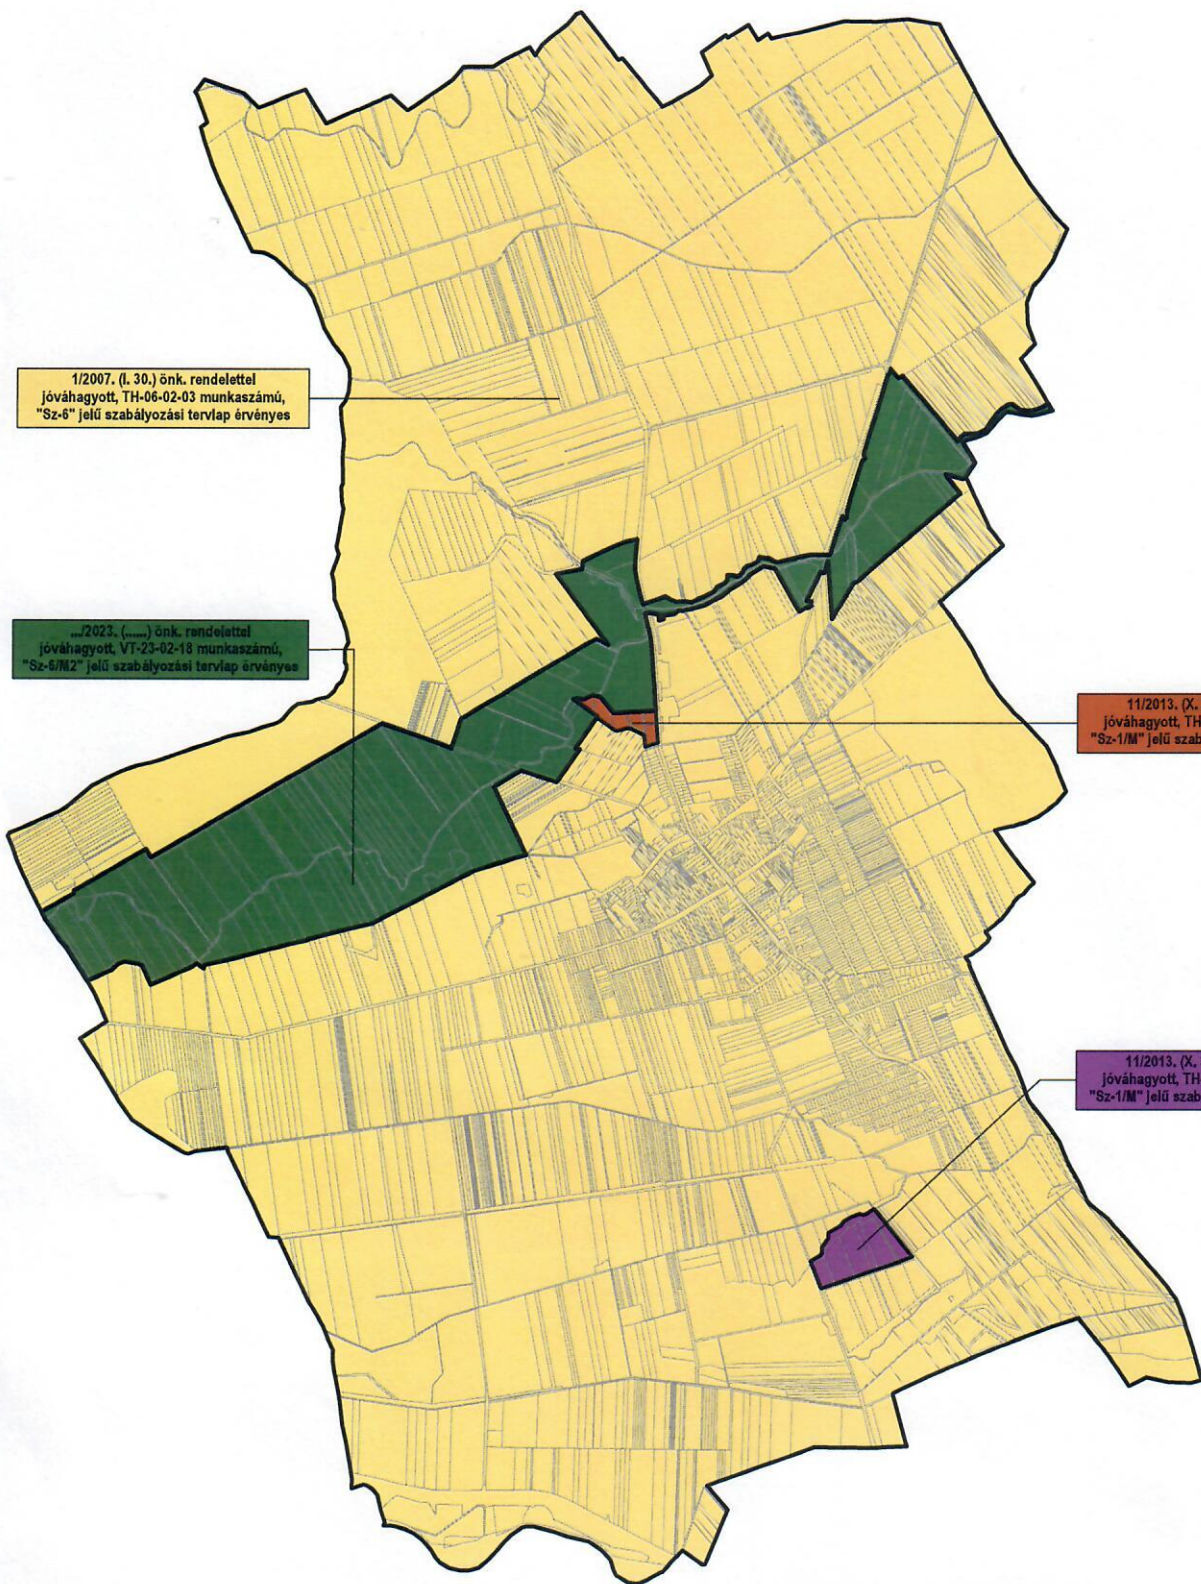 1/2007. (I. 30.) önk. rendelettel
jóváhagyott, TH-06-02-03 munkaszámú,
"Sz-6" jelű szabályozási tervlap érvényes
.../2023. (......) önk. rendelettel
jóváhagyott, VT-23-02-18 munkaszámú,
"Sz-6/M2" jelű szabályozási tervlap érvényes
11/2013. (X.
jóváhagyott, TH
"Sz-1/M" jelű szab
11/2013. (X.
jóváhagyott, TH
"Sz-1/M" jelű szab